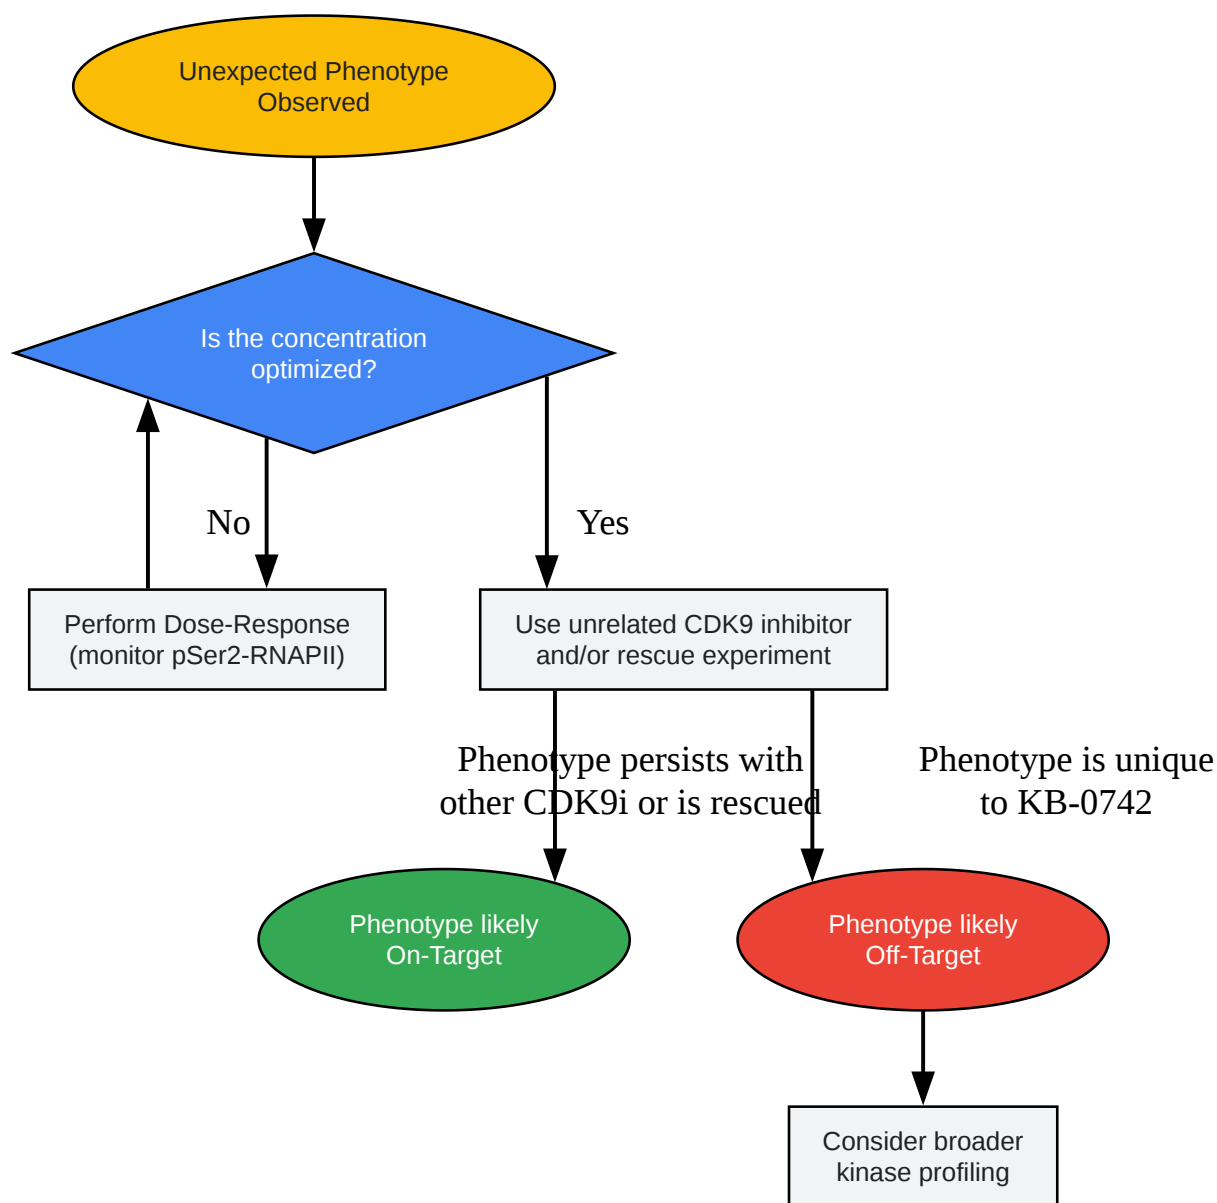 Unexpected Phenotype
Observed
Is the concentration
optimized?
No
Yes
Perform Dose-Response
(monitor pSer2-RNAPII)
Use unrelated CDK9 inhibitor
and/or rescue experiment
Phenotype persists with
other CDK9i or is rescued
Phenotype is unique
to KB-0742
Phenotype likely
On-Target
Phenotype likely
Off-Target
Consider broader
kinase profiling